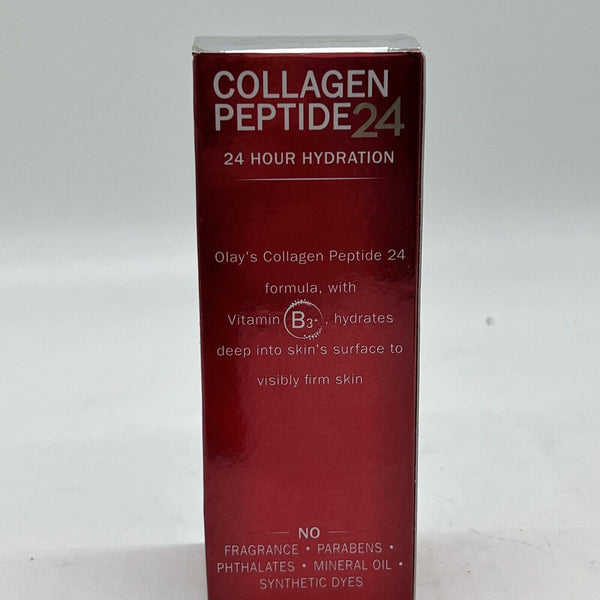 COLLAGEN
PEPTIDE24
24 HOUR HYDRATION
Olay's Collagen Peptide 24
formula, with
Vitamin B3+, hydrates
deep into skin's surface to
visibly firm skin
NO
FRAGRANCE • PARABENS •
PHTHALATES • MINERAL OIL •
SYNTHETIC DYES